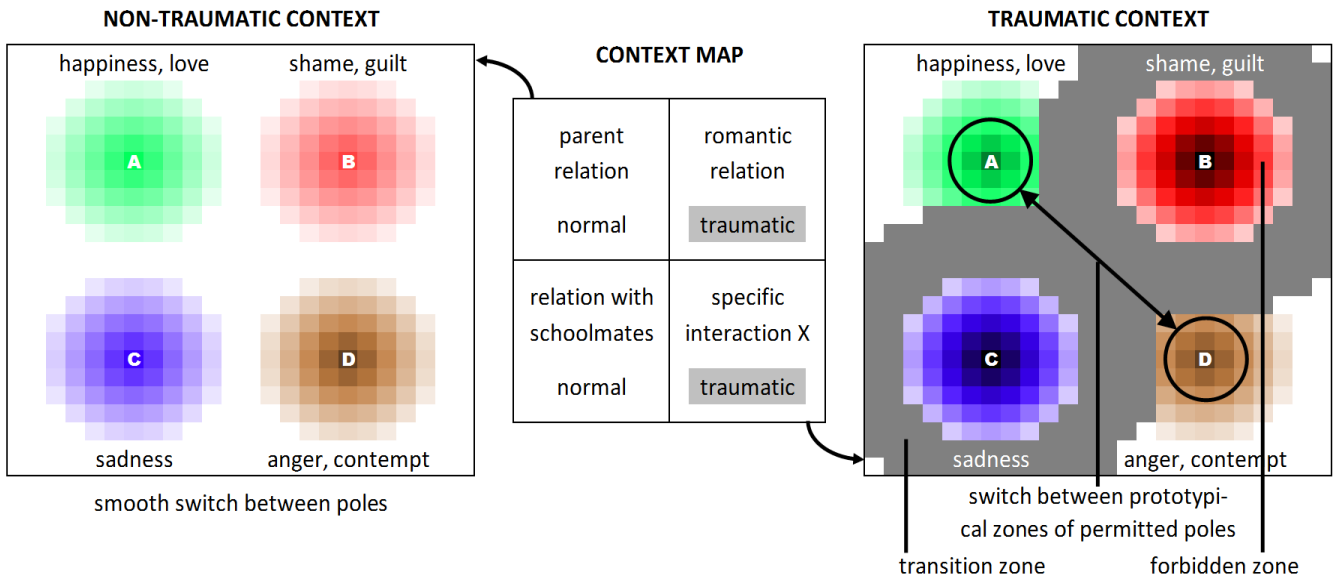 NON-TRAUMATIC CONTEXT
happiness, love
shame, guilt
A
B
C
D
sadness
anger, contempt
smooth switch between poles
CONTEXT MAP
parent
relation
normal
romantic
relation
traumatic
relation with
schoolmates
normal
specific
interaction X
traumatic
TRAUMATIC CONTEXT
happiness, love
shame, guilt
A
B
C
D
sadness
anger, contempt
switch between prototypi-
cal zones of permitted poles
transition zone
forbidden zone